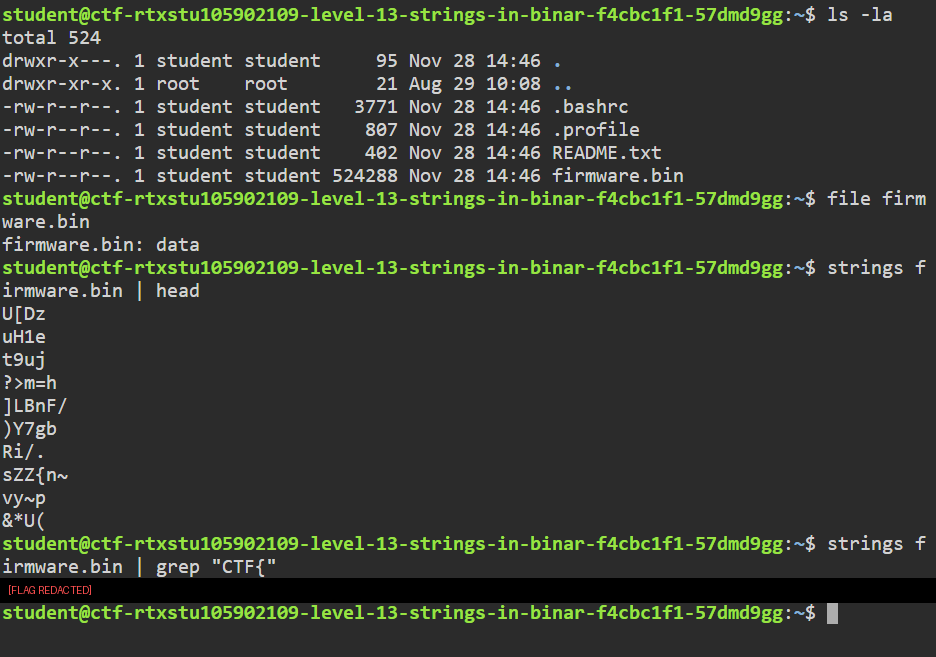 student@ctf-rtxstu105902109-level-13-strings-in-binar-f4cbc1f1-57dmd9gg:~$ ls -la
total 524
drwxr-x---. 1 student student     95 Nov 28 14:46 .
drwxr-xr-x. 1 root    root        21 Aug 29 10:08 ..
-rw-r--r--. 1 student student   3771 Nov 28 14:46 .bashrc
-rw-r--r--. 1 student student    807 Nov 28 14:46 .profile
-rw-r--r--. 1 student student    402 Nov 28 14:46 README.txt
-rw-r--r--. 1 student student 524288 Nov 28 14:46 firmware.bin
student@ctf-rtxstu105902109-level-13-strings-in-binar-f4cbc1f1-57dmd9gg:~$ file firm
ware.bin
firmware.bin: data
student@ctf-rtxstu105902109-level-13-strings-in-binar-f4cbc1f1-57dmd9gg:~$ strings f
irmware.bin | head
U[Dz
uH1e
t9uj
?>m=h
]LBnF/
)Y7gb
Ri/.
sZZ{n~
vy~p
&*U(
student@ctf-rtxstu105902109-level-13-strings-in-binar-f4cbc1f1-57dmd9gg:~$ strings f
irmware.bin | grep "CTF{"
[FLAG REDACTED]
student@ctf-rtxstu105902109-level-13-strings-in-binar-f4cbc1f1-57dmd9gg:~$